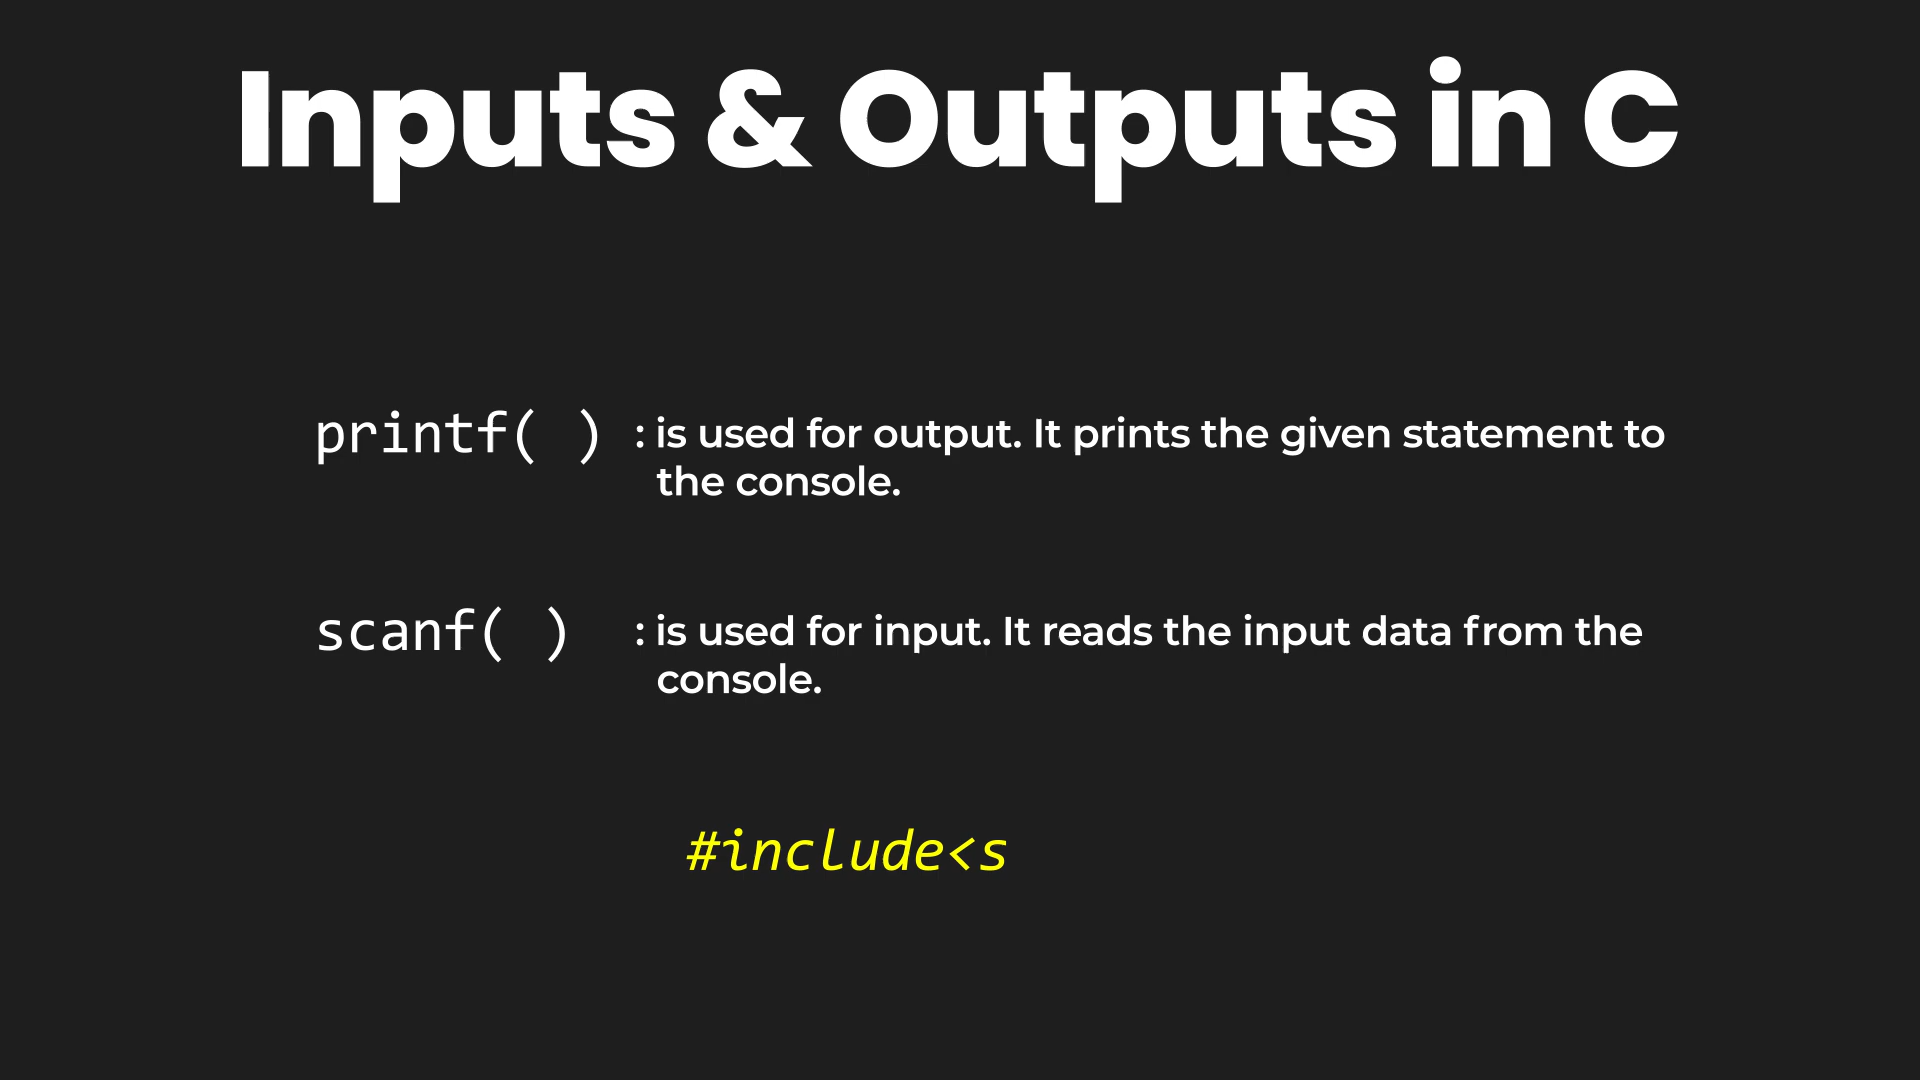 Inputs & Outputs in C
printf( ) : is used for output. It prints the given statement to
the console.
scanf( ) : is used for input. It reads the input data from the
console.
#include<s